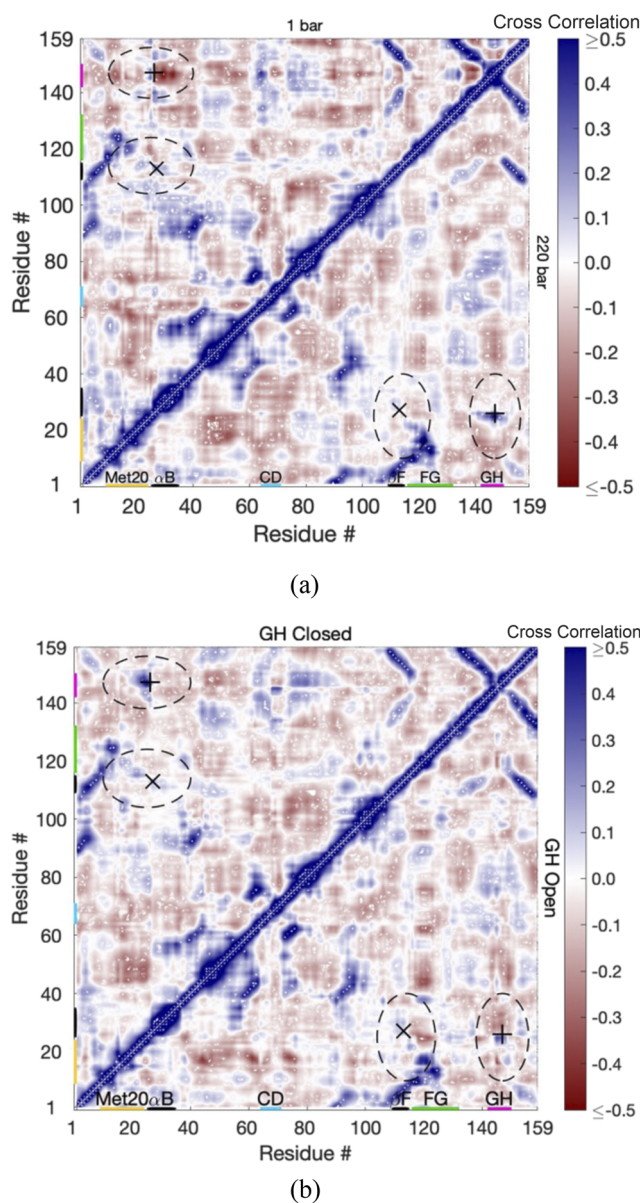 1 bar
Cross Correlation
159
140
120
100
80
60
40
20
1
Residue #
Met20 αB CD FG GH
1 20 40 60 80 100 120 140 159
Residue #
220 bar
≥0.5
0.4
0.3
0.2
0.1
0.0
-0.1
-0.2
-0.3
-0.4
≤-0.5
(a)
GH Closed
Cross Correlation
159
140
120
100
80
60
40
20
1
Residue #
Met20 αB CD FG GH
1 20 40 60 80 100 120 140 159
Residue #
GH Open
≥0.5
0.4
0.3
0.2
0.1
0.0
-0.1
-0.2
-0.3
-0.4
≤-0.5
(b)